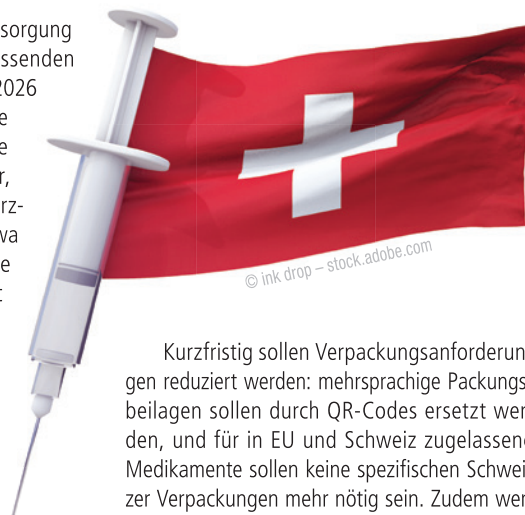 sorgung
ssenden
2026
e
e
r,
rz-
wa
e
t
© ink drop – stock.adobe.com
Kurzfristig sollen Verpackungsanforderun
gen reduziert werden: mehrsprachige Packungs
beilagen sollen durch QR-Codes ersetzt wer
den, und für in EU und Schweiz zugelassene
Medikamente sollen keine spezifischen Schwei
zer Verpackungen mehr nötig sein. Zudem wer